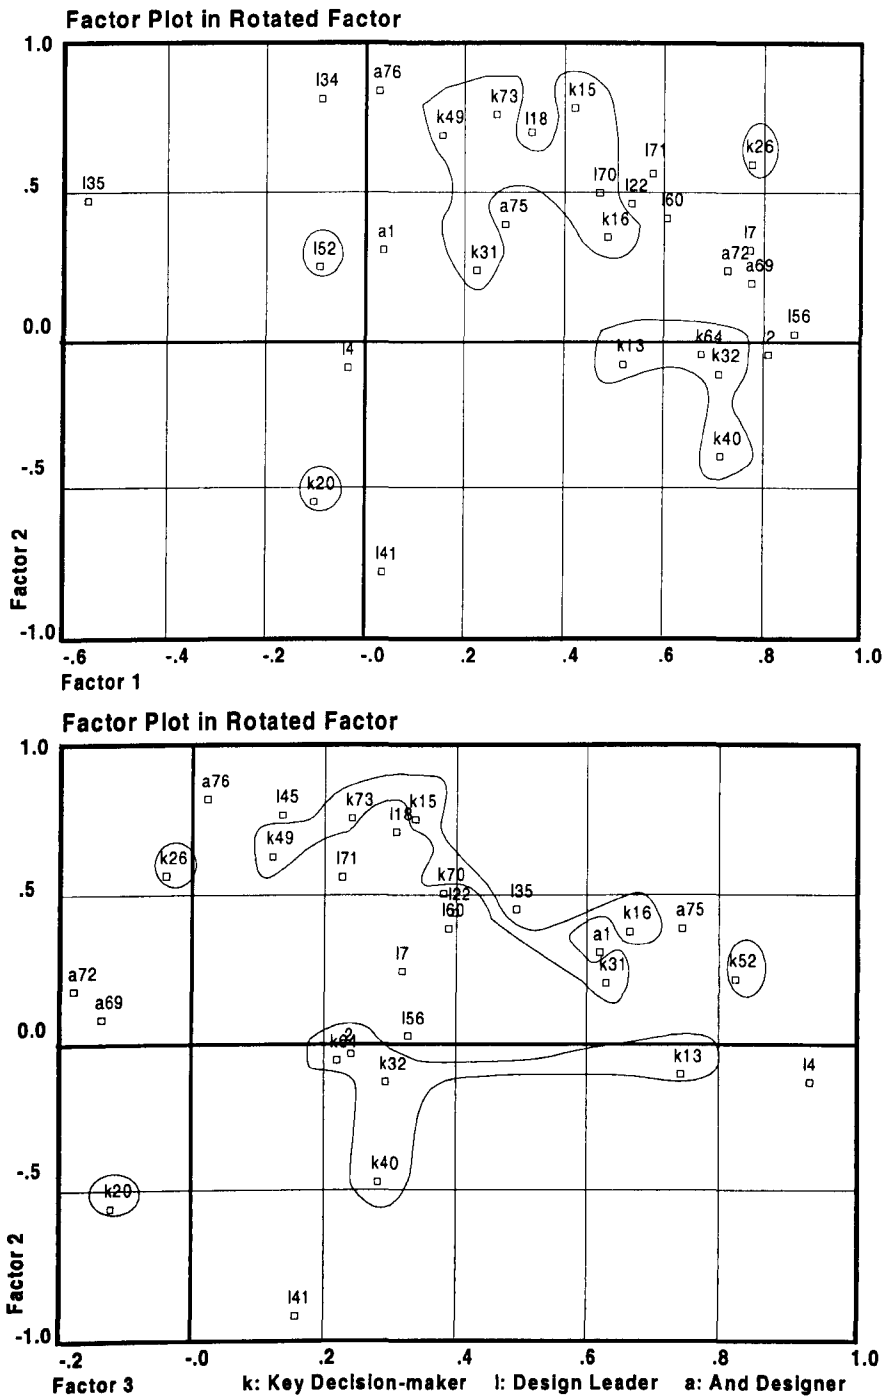 Factor Plot in Rotated Factor
1.0
l34
a76
k49
k73
l18
k15
k26
l71
l35
.5
l70
l22
l60
a75
k16
l52
a1
k31
l7
a72
a69
l56
0.0
l4
k13
k64
k32
2
k40
-.5
k20
l41
Factor 2
-1.0
-.6 -.4 -.2 -.0 .2 .4 .6 .8 1.0
Factor 1
Factor Plot in Rotated Factor
1.0
a76
l45
k73
k15
l18
k49
k26
l71
k70
.5
l22
l60
l35
k16
a75
a1
k31
k52
l7
a72
a69
l56
0.0
k64
2
k32
k13
l4
k40
-.5
k20
l41
Factor 2
-1.0
-.2 -.0 .2 .4 .6 .8 1.0
Factor 3 k: Key Decision-maker l: Design Leader a: And Designer